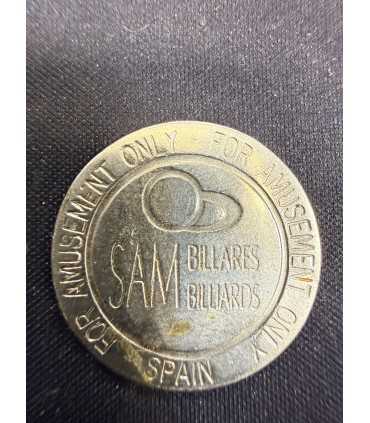 FOR AMUSEMENT ONLY
FOR AMUSEMENT ONLY
SAM BILLARES
BILLIARDS
SPAIN